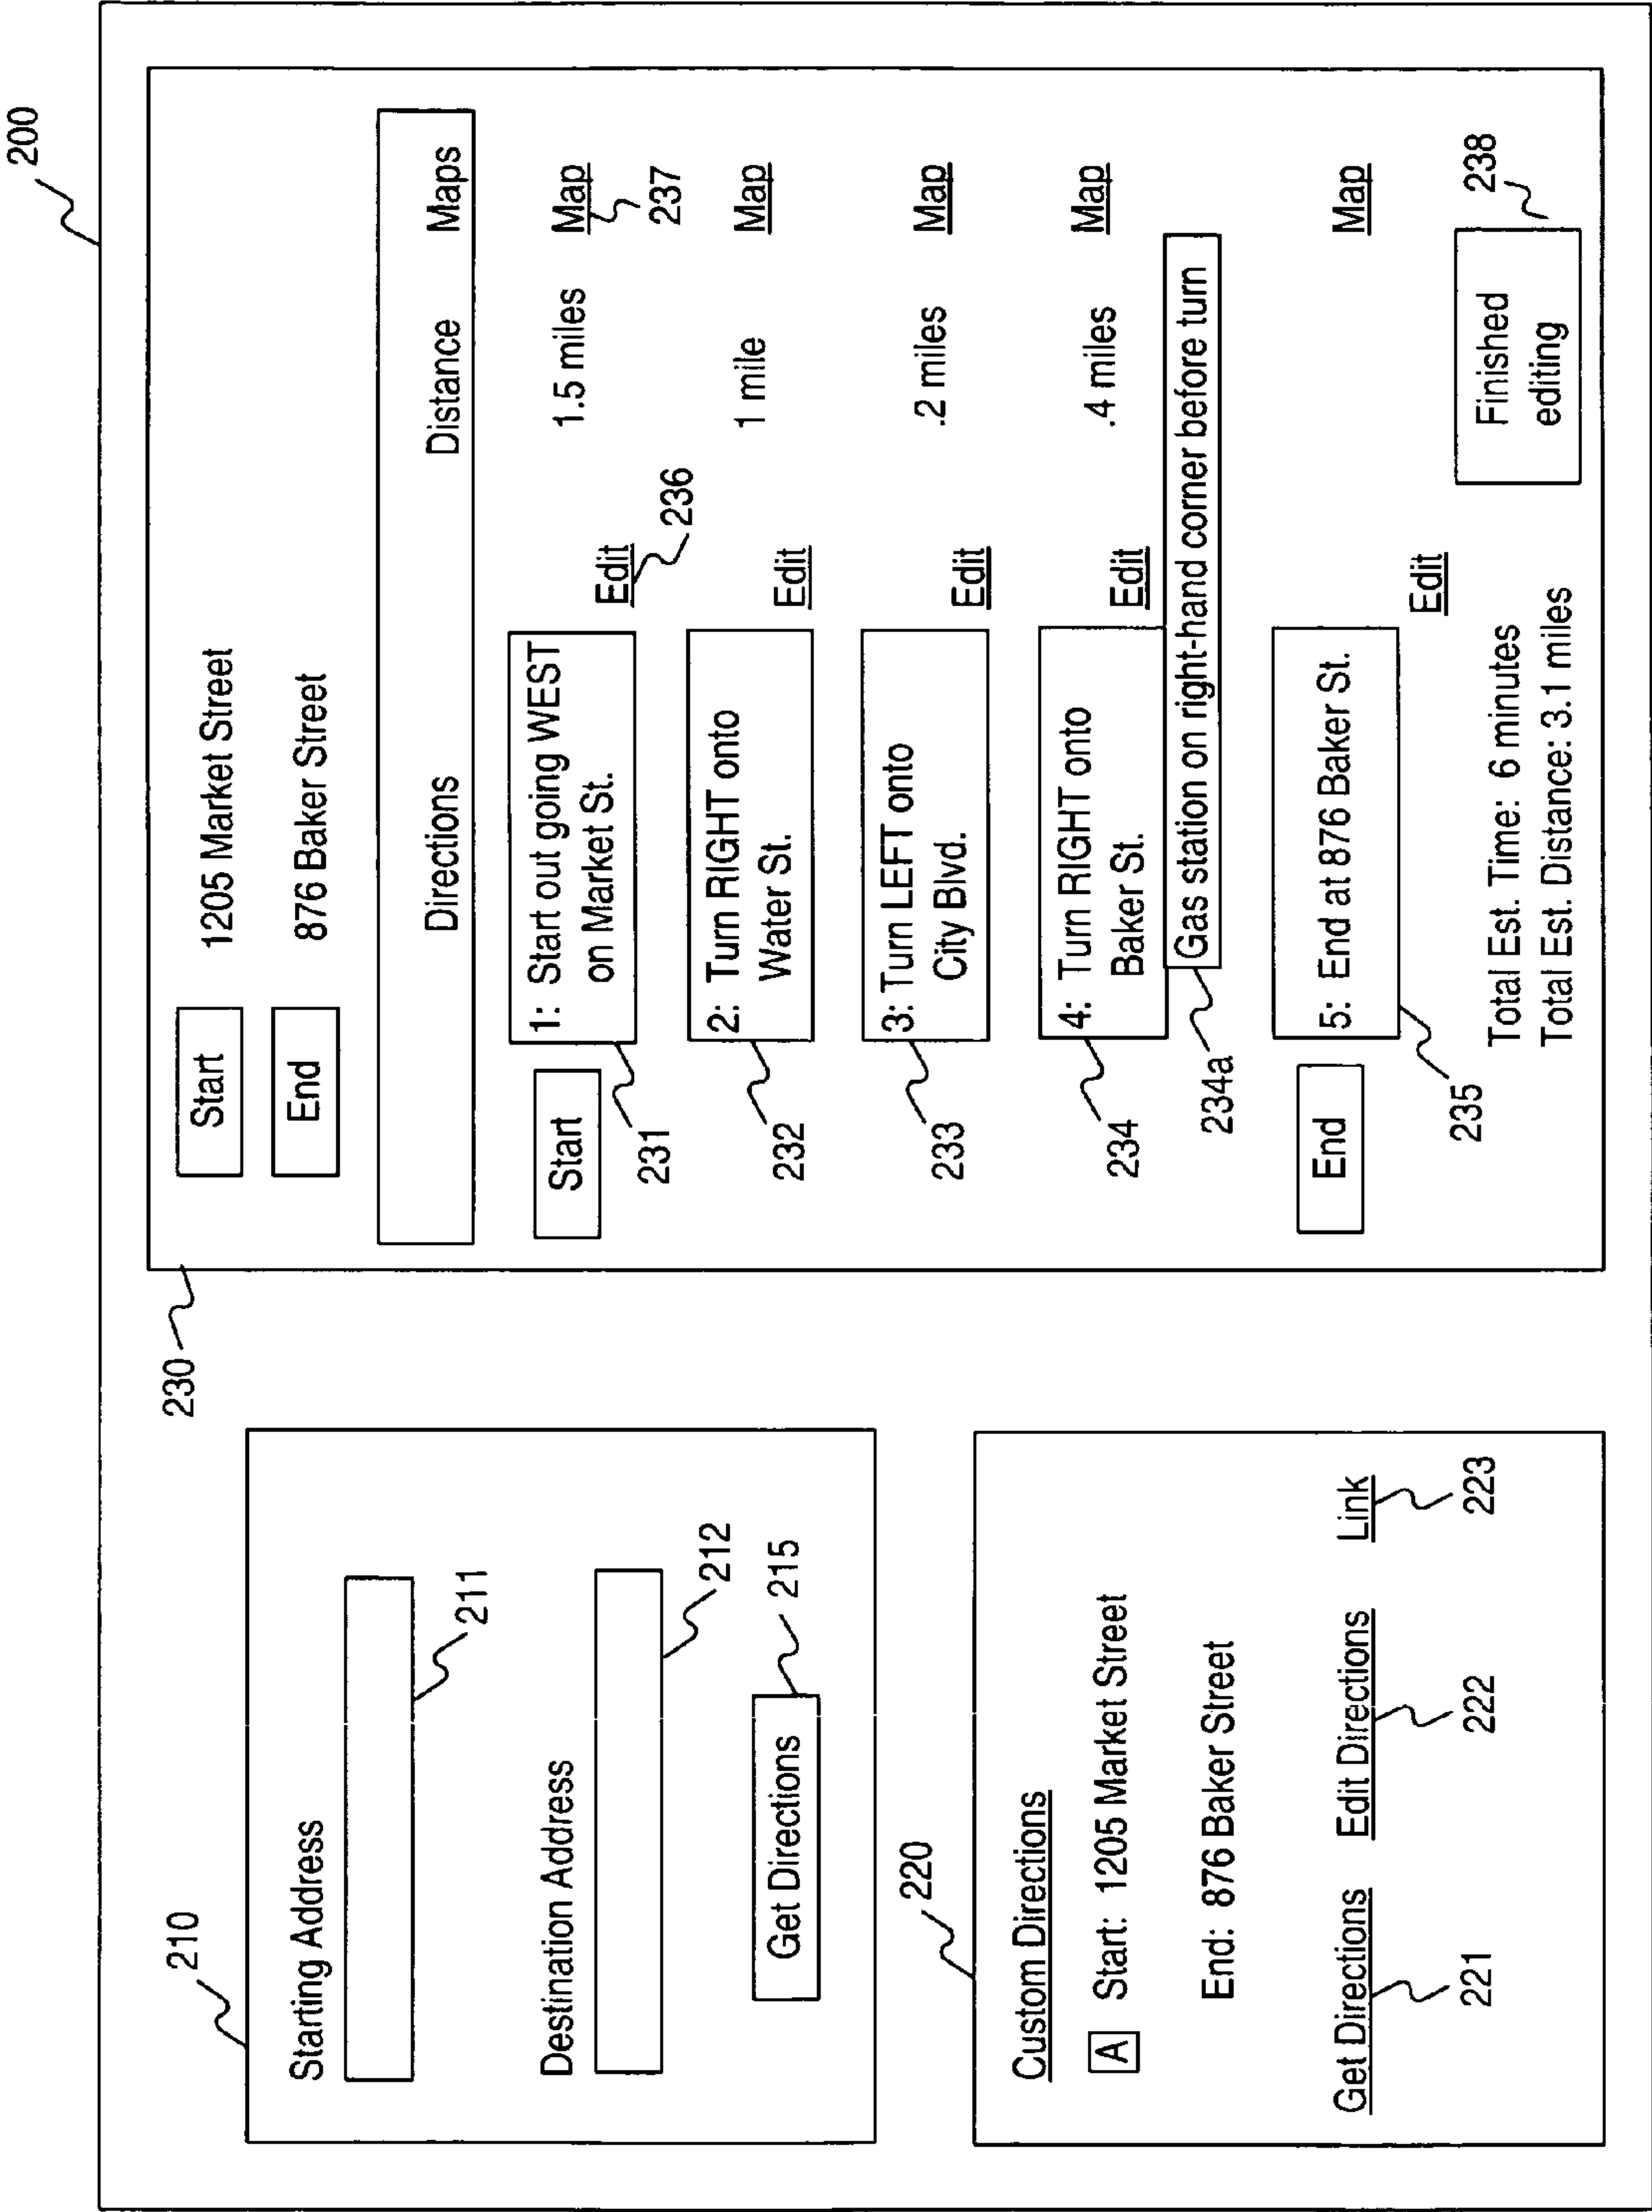 200
210
Starting Address
211
Destination Address
212
Get Directions
215
220
Custom Directions
A Start: 1205 Market Street
End: 876 Baker Street
Get Directions Edit Directions Link
221 222 223
230
Start 1205 Market Street
End 876 Baker Street
Directions Distance Maps
Start 1: Start out going WEST 1.5 miles Map
on Market St. Edit
231 236 237
2: Turn RIGHT onto 1 mile Map
Water St. Edit
232
3: Turn LEFT onto .2 miles Map
City Blvd. Edit
233
4: Turn RIGHT onto .4 miles Map
Baker St. Edit
234
Gas station on right-hand corner before turn
234a
End 5: End at 876 Baker St. Map
Edit
235
Total Est. Time: 6 minutes
Total Est. Distance: 3.1 miles
Finished
editing
238